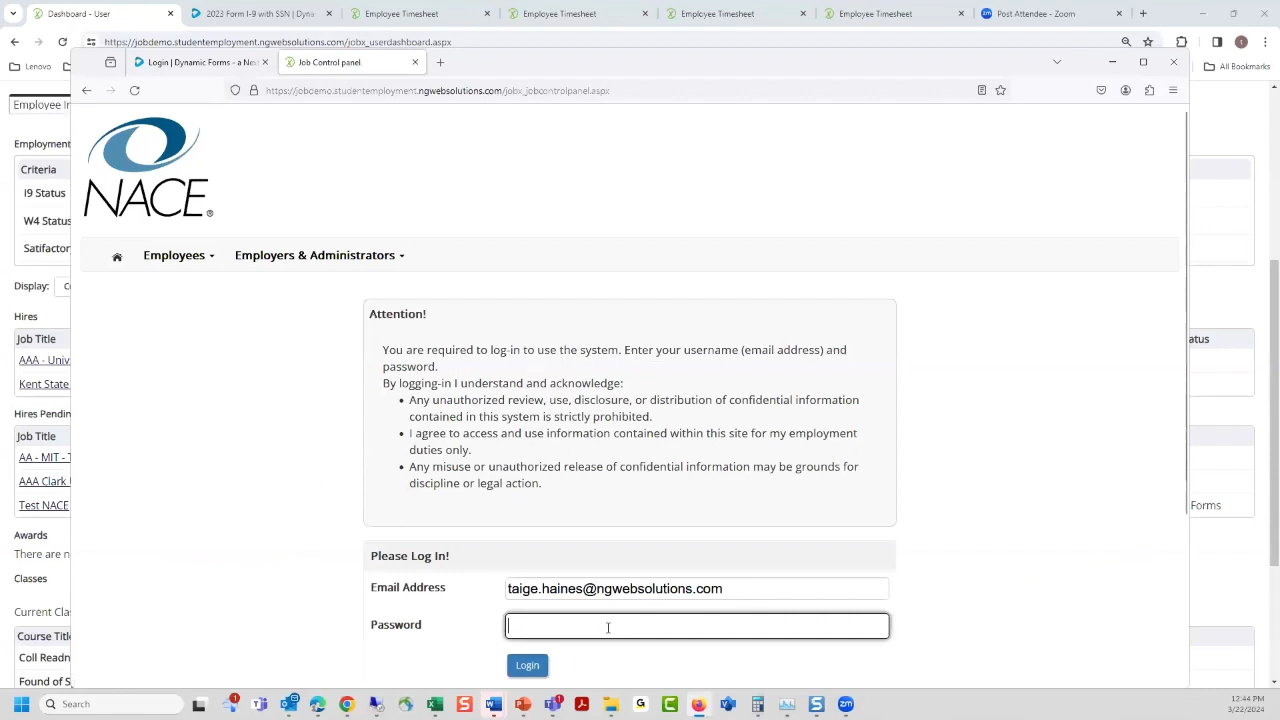 Dashboard - User
2023 Form I-9 with SSN | Dyna
Employee Timesheet
Employee Timesheet
Employee Timesheet
Employee Timesheet
Post Attendee - Zoom
https://jobdemo.studentemployment.ngwebsolutions.com/jobx_userdashboard.aspx
Lenovo
All Bookmarks
Login | Dynamic Forms - a Nex
Job Control panel
https://jobdemo.studentemployment.ngwebsolutions.com/jobx_jobcontrolpanel.aspx
Employee In
Employment
Criteria
I9 Status
W4 Status
Satifactor
Display:
Hires
Job Title
AAA - Univ
Kent State
atus
Hires Pendin
Job Title
AA - MIT - T
AAA Clark
Test NACE
Forms
Awards
There are n
Classes
Current Clas
Course Title
Coll Readn
Found of S
NACE®
Employees
Employers & Administrators
Attention!
You are required to log-in to use the system. Enter your username (email address) and
password.
By logging-in I understand and acknowledge:
• Any unauthorized review, use, disclosure, or distribution of confidential information
contained in this system is strictly prohibited.
• I agree to access and use information contained within this site for my employment
duties only.
• Any misuse or unauthorized release of confidential information may be grounds for
discipline or legal action.
Please Log In!
Email Address
taige.haines@ngwebsolutions.com
Password
Login
Search
12:44 PM
3/22/2024